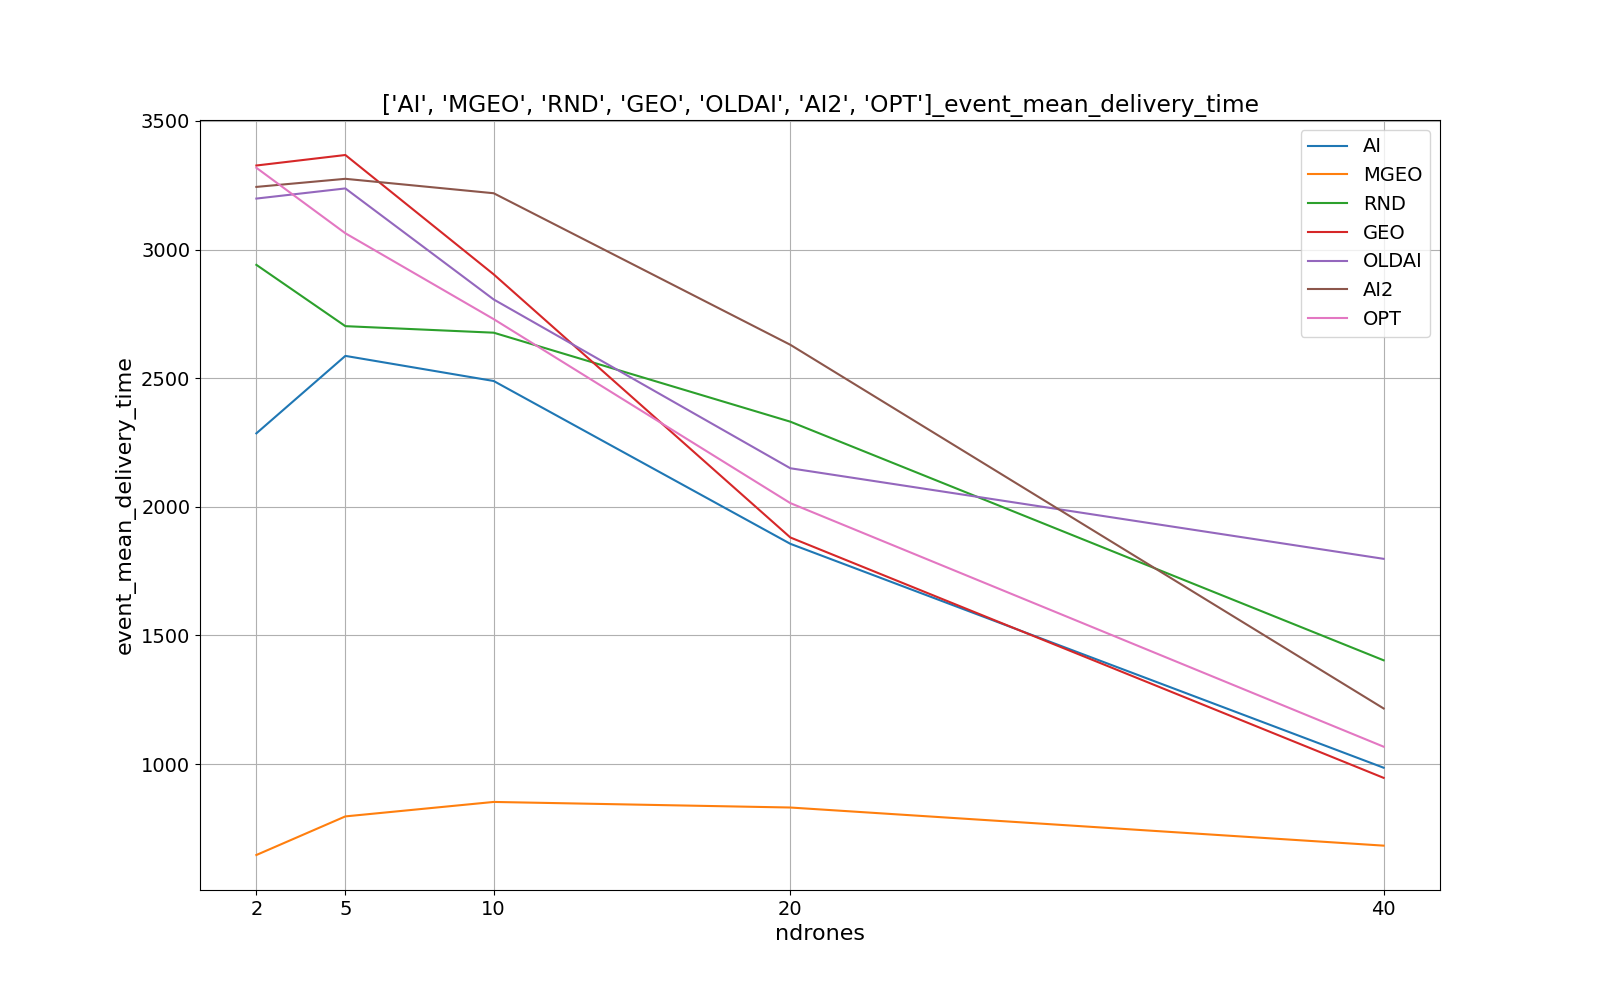 ['AI', 'MGEO', 'RND', 'GEO', 'OLDAI', 'AI2', 'OPT']_event_mean_delivery_time
3500
3000
2500
2000
1500
1000
event_mean_delivery_time
AI
MGEO
RND
GEO
OLDAI
AI2
OPT
2 5 10 20 40
ndrones